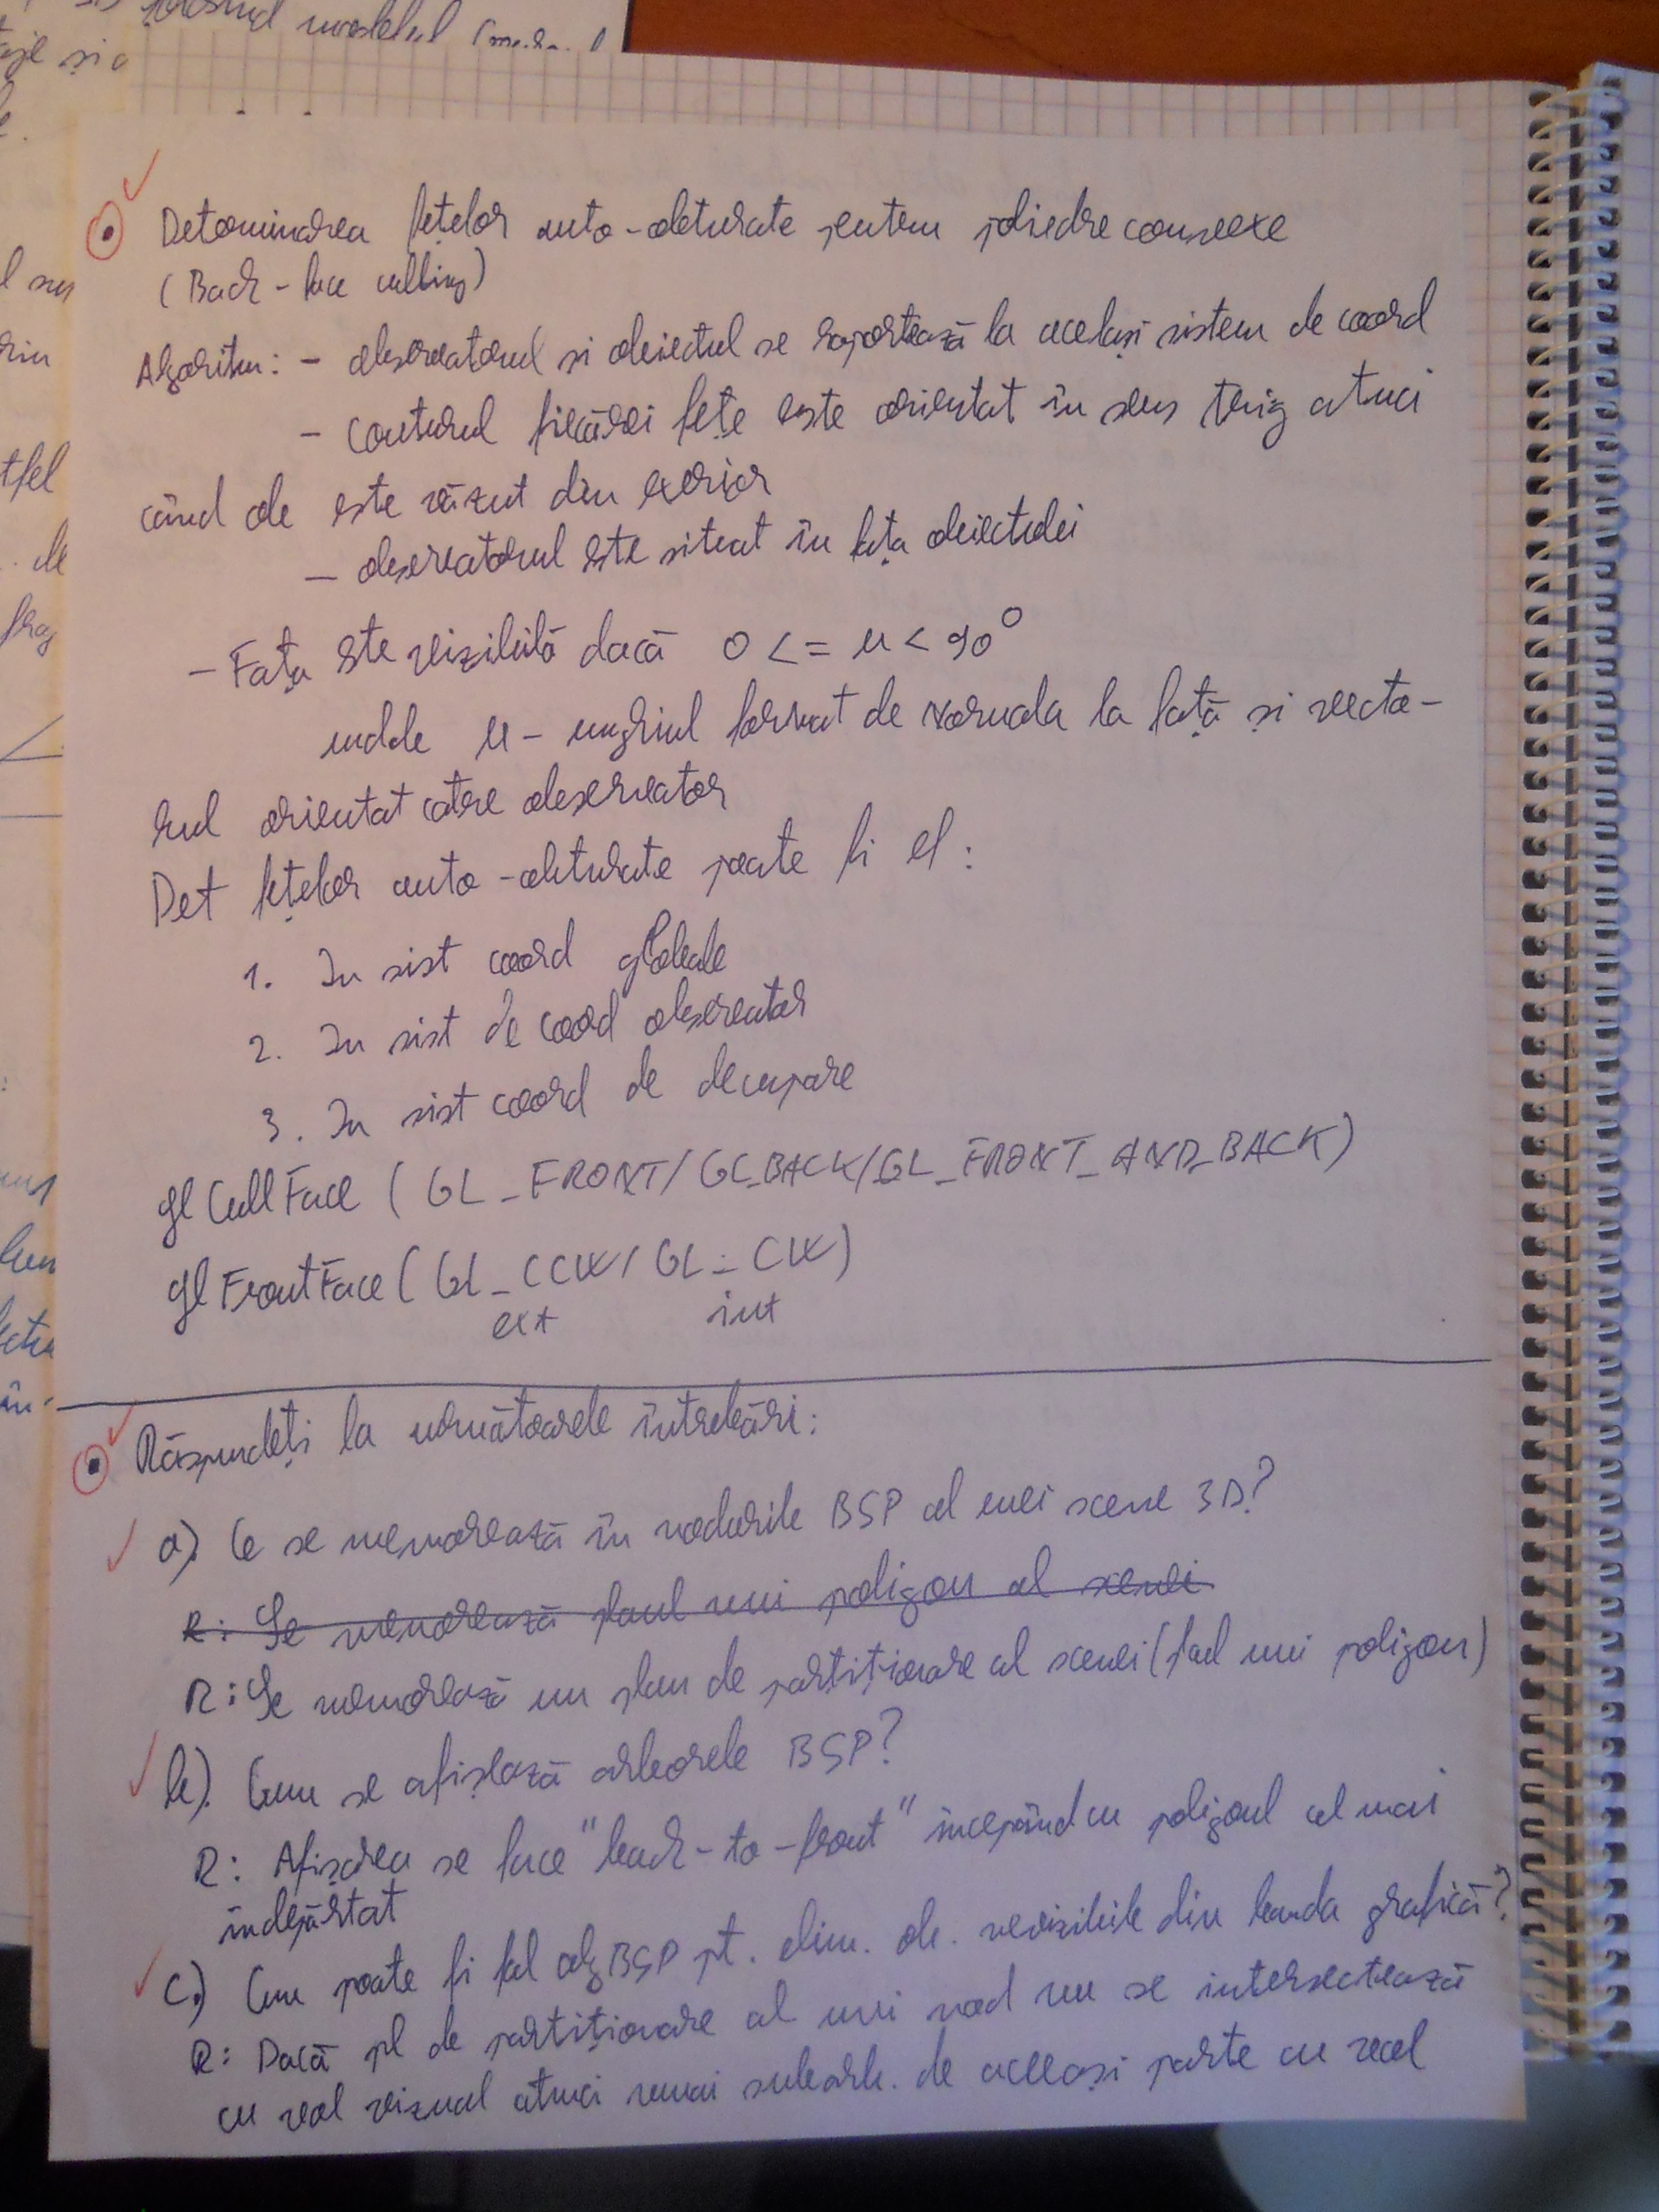 Determinarea fețelor auto-obturate pentru poliedre convexe
(Back-face culling)
Algoritm: - observatorul si obiectul se raportează la același sistem de coord
- conturul fiecărei fețe este orientat în sens trig atunci
când ob este văzut din exerior
- observatorul este situat în fața obiectului
- Fața este vizibilă dacă 0 <= u < 90°
unde u - unghiul format de normala la față si vecto-
rul orientat catre observator
Det fețelor auto-obturate poate fi ef:
1. In sist coord globale
2. In sist de coord observator
3. In sist coord de decupare
glCullFace (GL_FRONT/GL_BACK/GL_FRONT_AND_BACK)
glFrontFace (GL_CCW/GL_CW)
ext int
Răspundeți la următoarele întrebări:
a). Ce se memorează în nodurile BSP al unei scene 3D?
R: Se memorează planul unui poligon al scenei
R: Se memorează un plan de partiționare al scenei (al unui poligon)
b). Cum se afișează arborele BSP?
R: Afișarea se face "back-to-front" începând cu poligonul cel mai
îndepărtat
c.) Cum poate fi fol alg BSP pt. elim. ob. nevizibile din banda grafică?
R: Dacă pl de partiționare al unui nod nu se intersectează
cu vol vizual atunci numai subarb. de aceeași parte cu